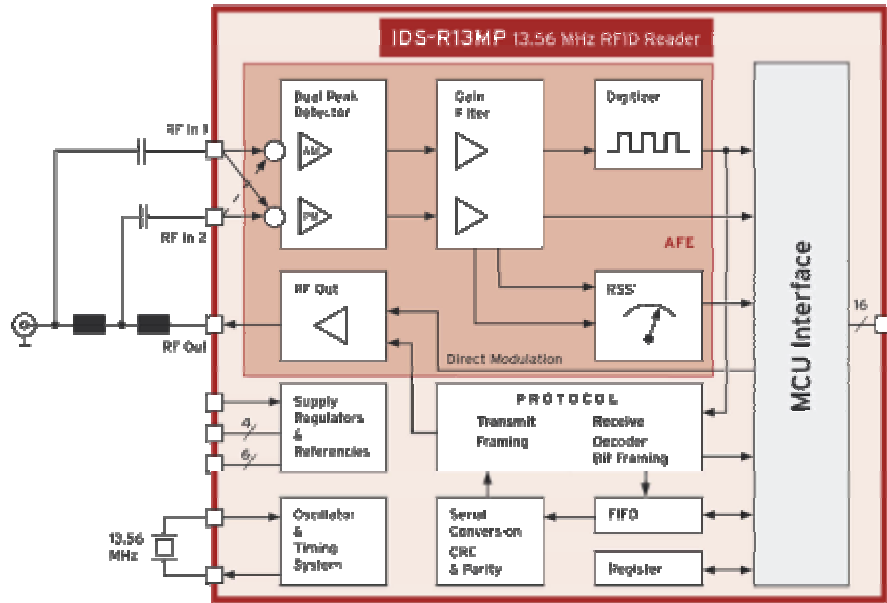 IDS-R13MP 13.56 MHz RFID Reader
Dual Peak
Detector
Gain
Filter
Digitizer
RF In 1
AM
PM
RF In 2
AFE
RF Out
RSSI
MCU Interface
16
RF Out
Direct Modulation
Supply
Regulators
&
Referencies
4
6
PROTOCOL
Transmit
Framing
Receive
Decoder
Bit Framing
13.56
MHz
Oscillator
&
Timing
System
Serial
Conversion
CRC
& Parity
FIFO
Register